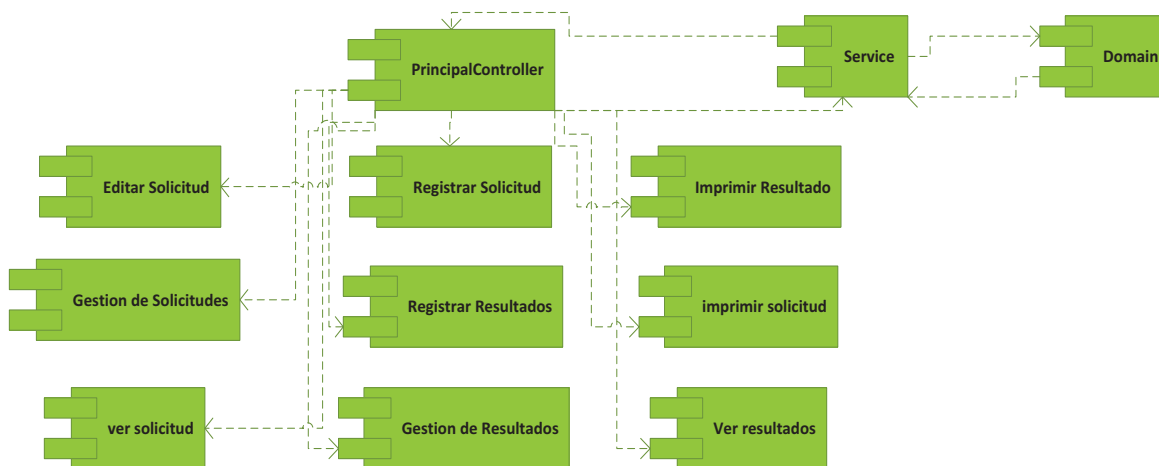 PrincipalController
Service
Domain
Editar Solicitud
Registrar Solicitud
Imprimir Resultado
Gestion de Solicitudes
Registrar Resultados
imprimir solicitud
ver solicitud
Gestion de Resultados
Ver resultados